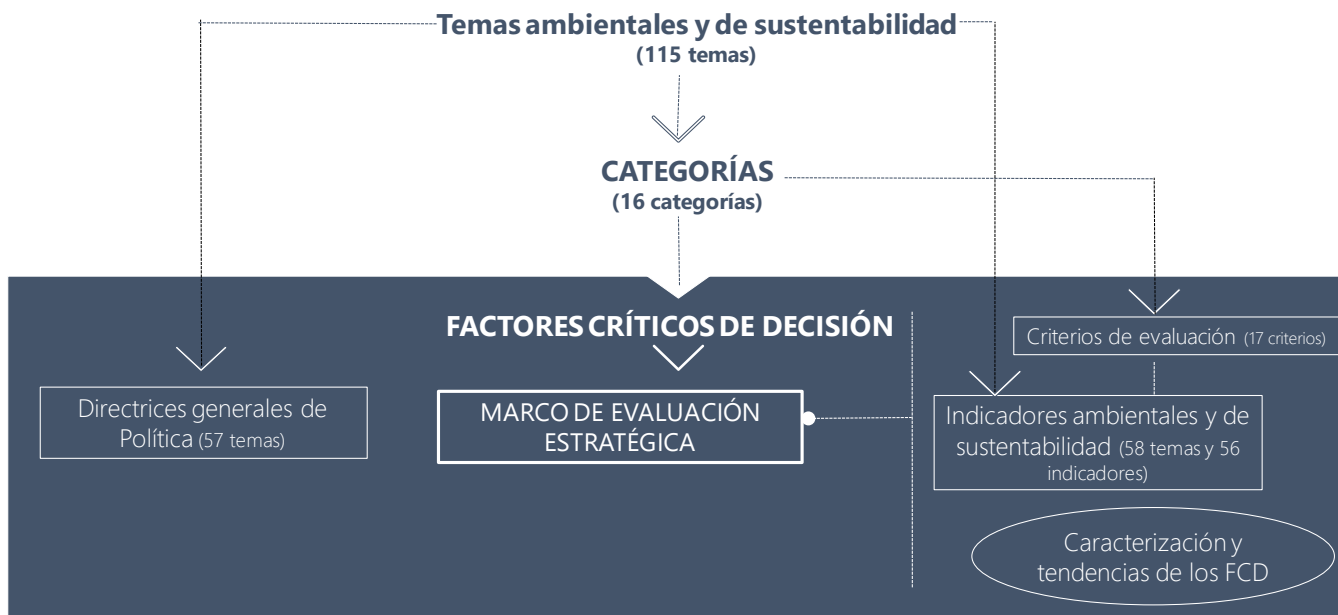 Temas ambientales y de sustentabilidad
(115 temas)
CATEGORÍAS
(16 categorías)
FACTORES CRÍTICOS DE DECISIÓN
Criterios de evaluación (17 criterios)
Directrices generales de
Política (57 temas)
MARCO DE EVALUACIÓN
ESTRATÉGICA
Indicadores ambientales y de
sustentabilidad (58 temas y 56
indicadores)
Caracterización y
tendencias de los FCD